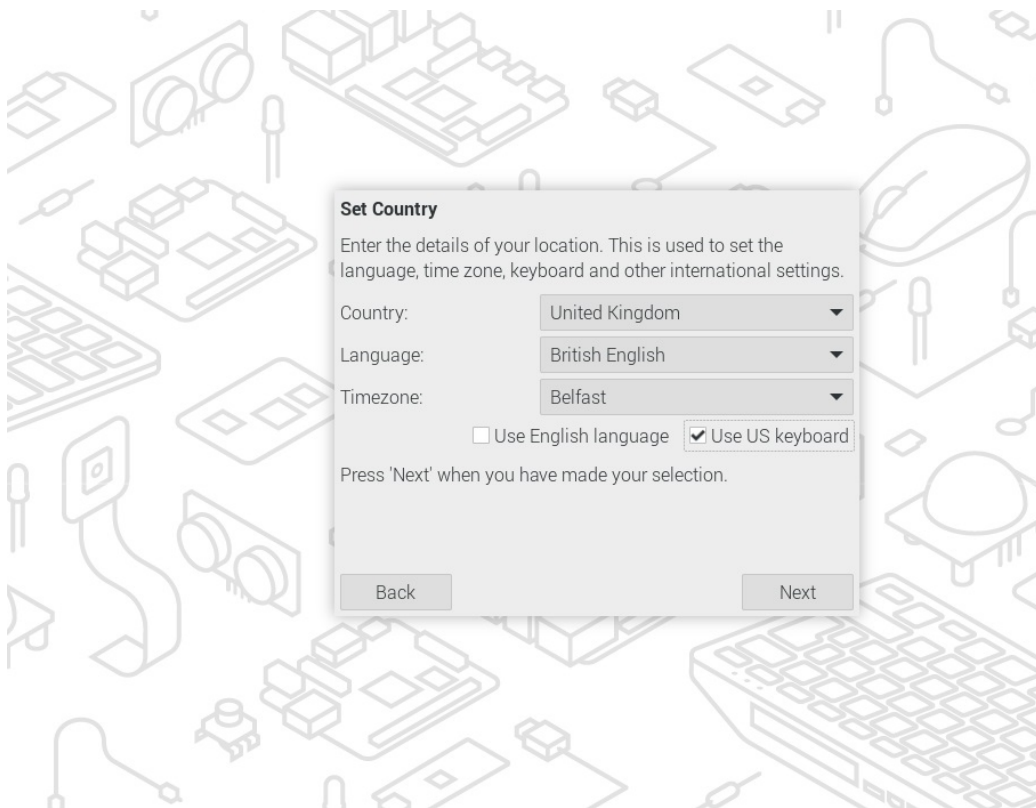 Set Country
Enter the details of your location. This is used to set the
language, time zone, keyboard and other international settings.
Country: United Kingdom
Language: British English
Timezone: Belfast
Use English language Use US keyboard
Press 'Next' when you have made your selection.
Back Next